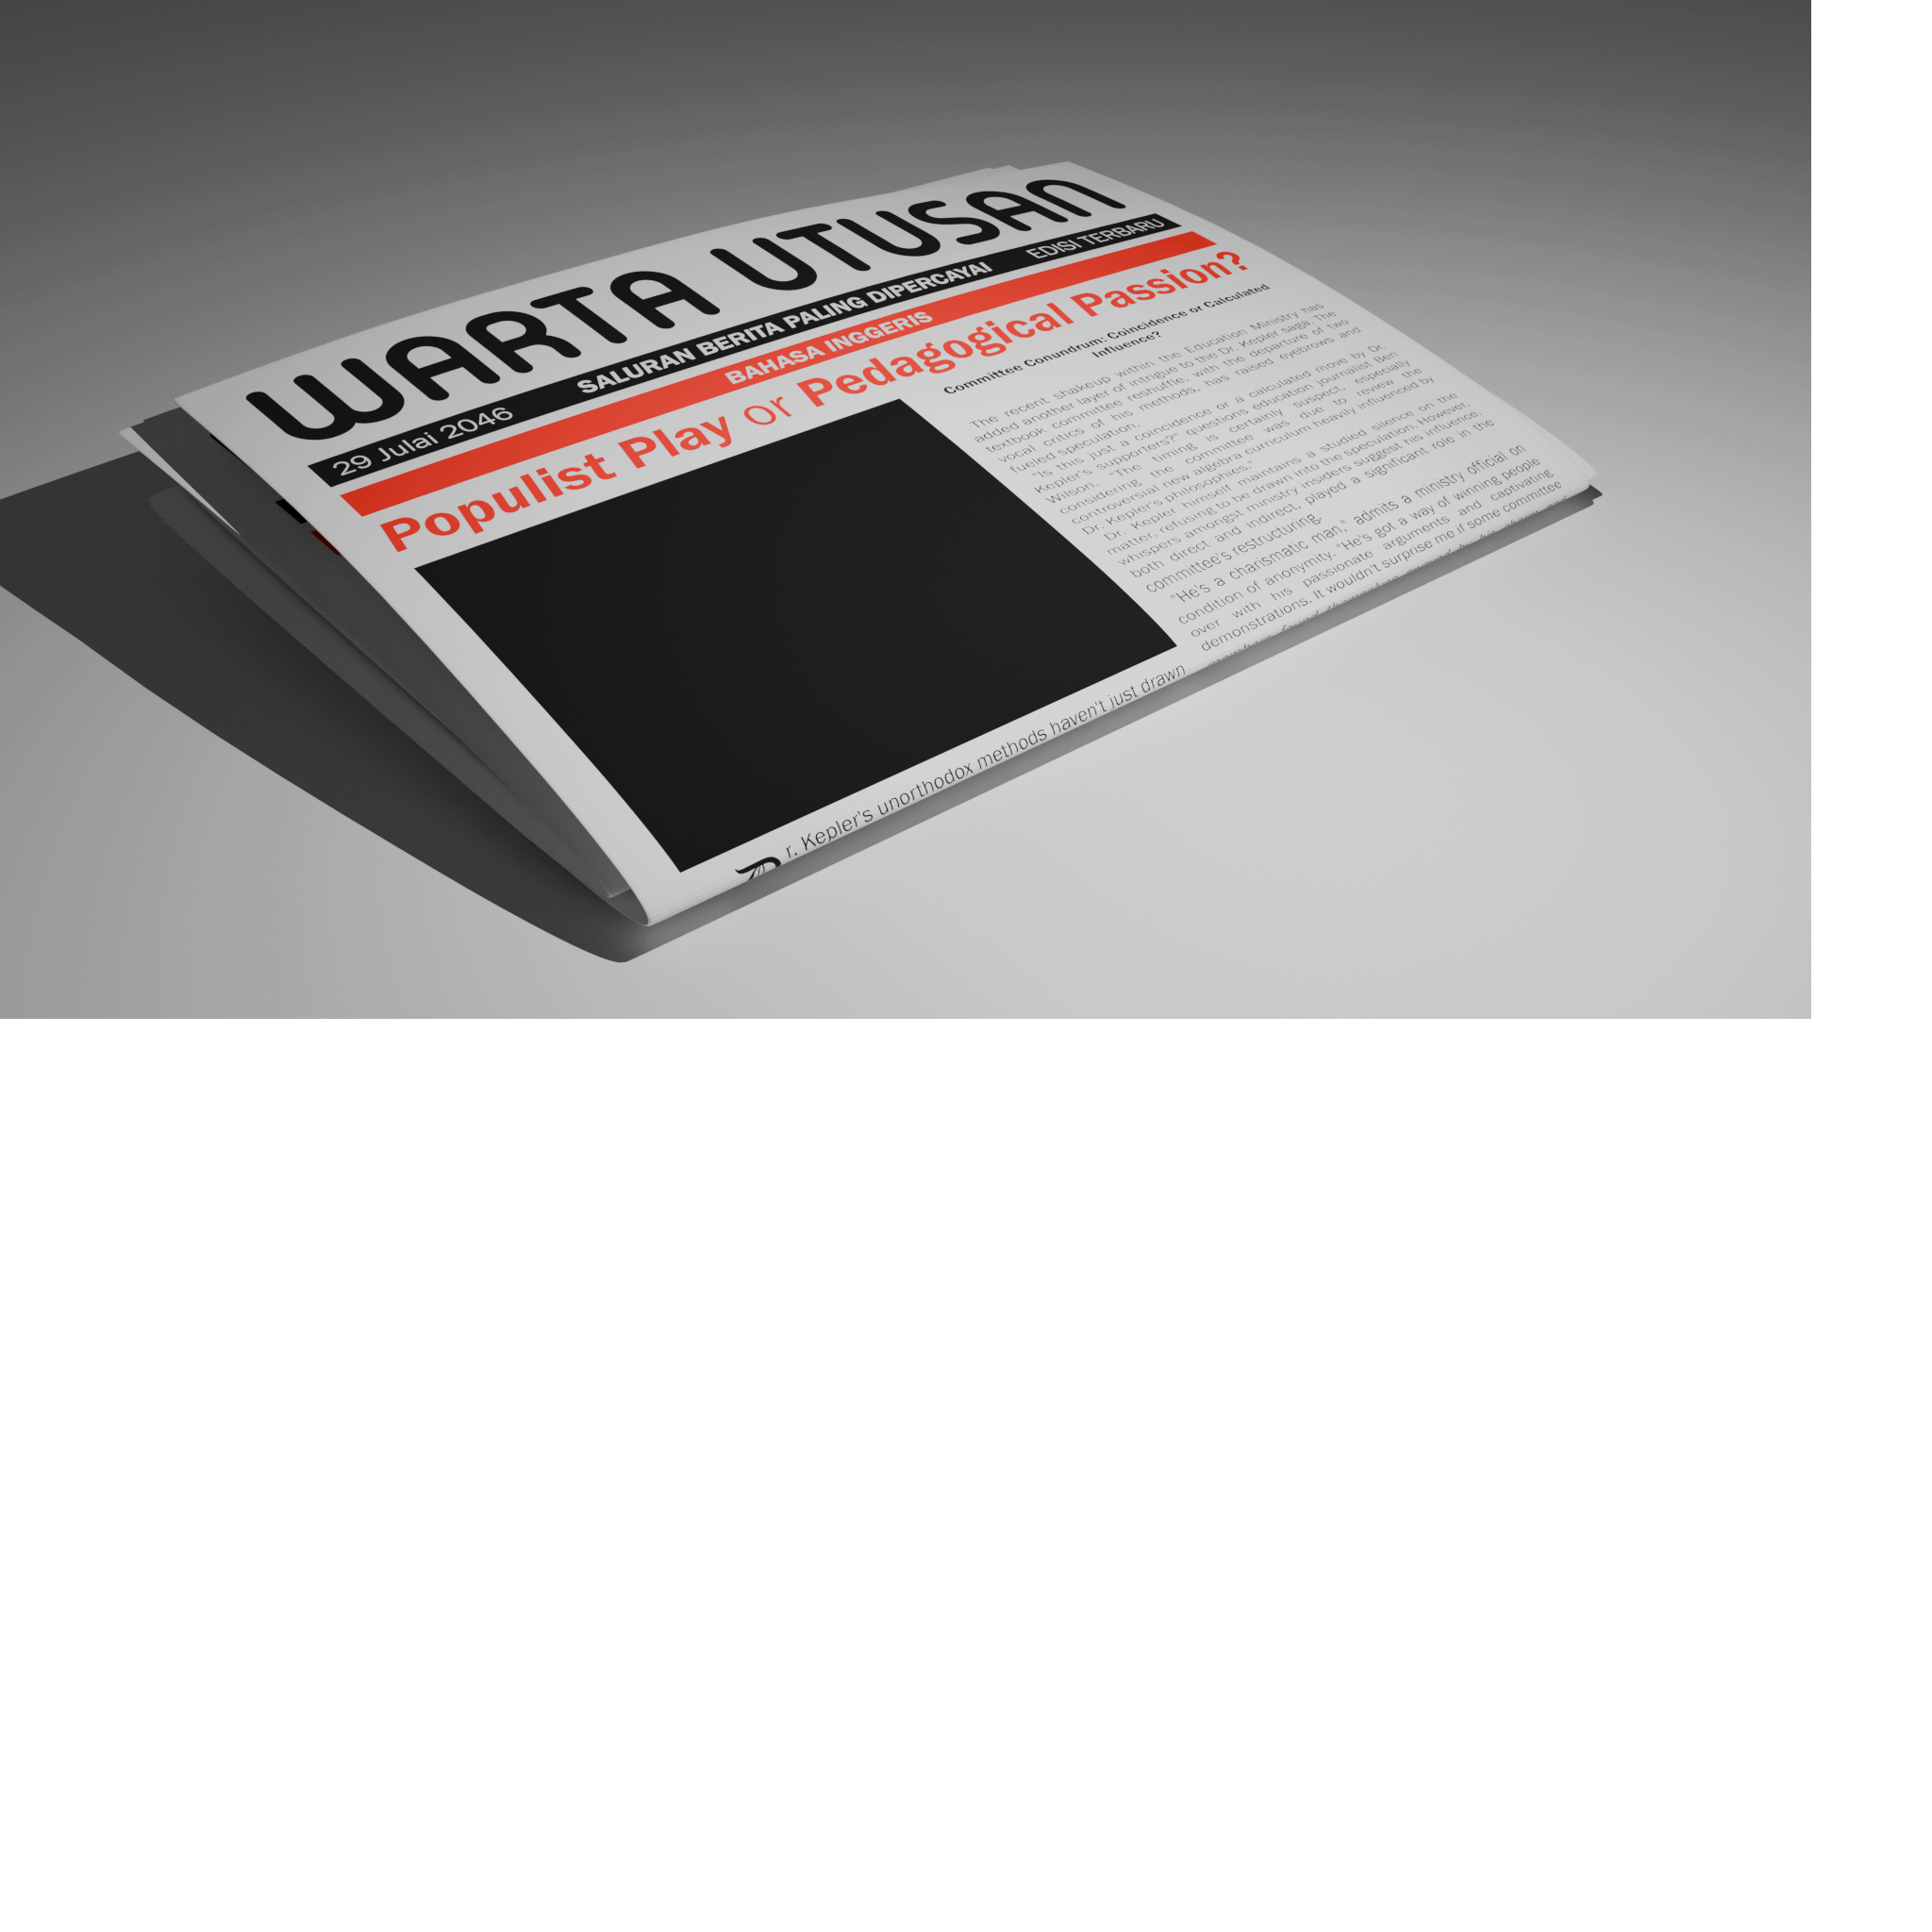 WARTA UTUSAN
29 Julai 2046 SALURAN BERITA PALING DIPERCAYAI EDISI TERBARU
BAHASA INGGERIS
Populist Play or Pedagogical Passion?
Committee Conundrum: Coincidence or Calculated
Influence?
The recent shakeup within the Education Ministry has
added another layer of intrigue to the Dr. Kepler saga. The
textbook committee reshuffle, with the departure of two
vocal critics of his methods, has raised eyebrows and
fueled speculation.
"Is this just a coincidence or a calculated move by Dr.
Kepler's supporters?" questions education journalist Ben
Wilson. "The timing is certainly suspect, especially
considering the committee was due to review the
controversial new algebra curriculum heavily influenced by
Dr. Kepler's philosophies."
Dr. Kepler himself maintains a studied silence on the
matter, refusing to be drawn into the speculation. However,
whispers amongst ministry insiders suggest his influence,
both direct and indirect, played a significant role in the
committee's restructuring.
"He's a charismatic man," admits a ministry official on
condition of anonymity. "He's got a way of winning people
over with his passionate arguments and captivating
demonstrations. It wouldn't surprise me if some committee
r. Kepler's unorthodox methods haven't just drawn